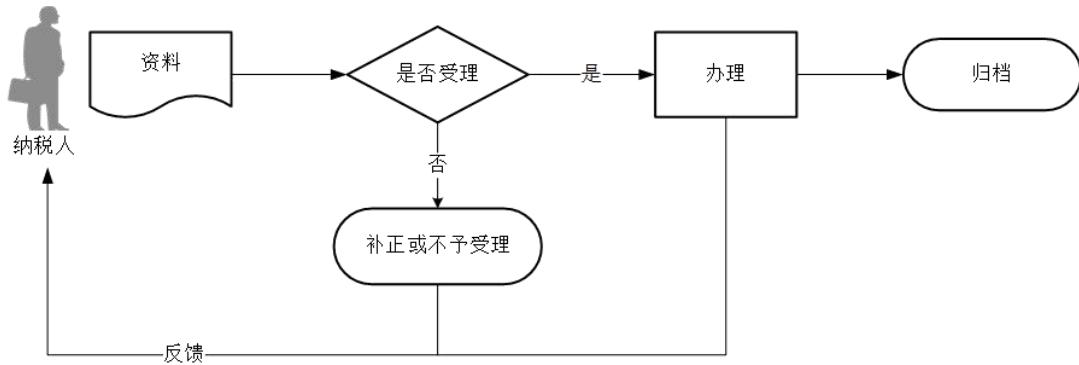 资料
是否受理
是
办理
归档
纳税人
否
补正或不予受理
反馈